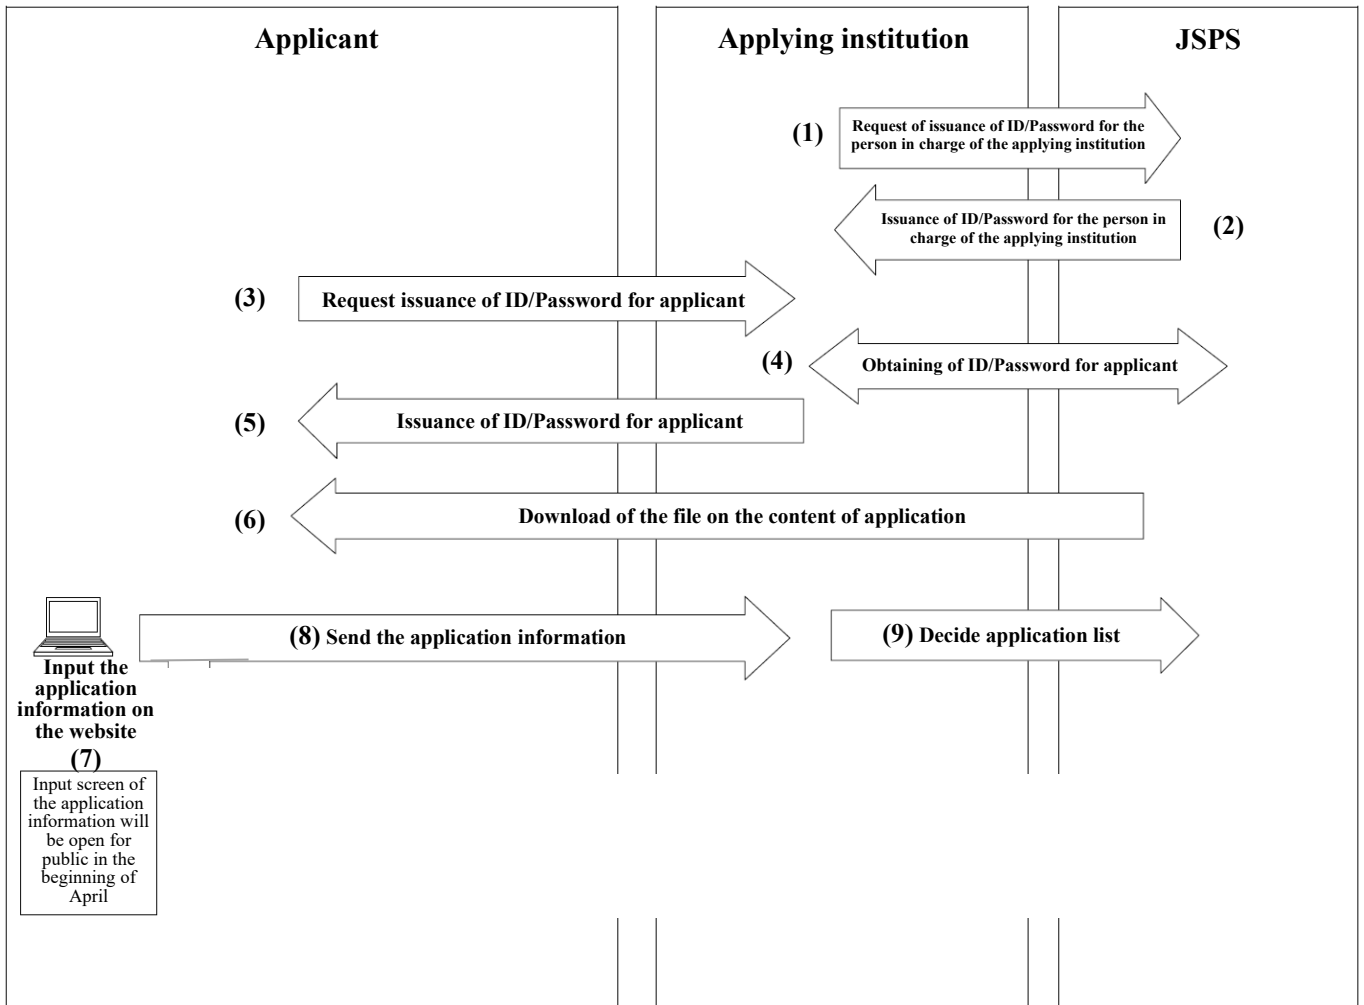 Applicant
Applying institution
JSPS
(1)
Request of issuance of ID/Password for the
person in charge of the applying institution
Issuance of ID/Password for the person in
charge of the applying institution
(2)
(3)
Request issuance of ID/Password for applicant
(4)
Obtaining of ID/Password for applicant
(5)
Issuance of ID/Password for applicant
(6)
Download of the file on the content of application
(8) Send the application information
(9) Decide application list
Input the
application
information on
the website
(7)
Input screen of
the application
information will
be open for
public in the
beginning of
April